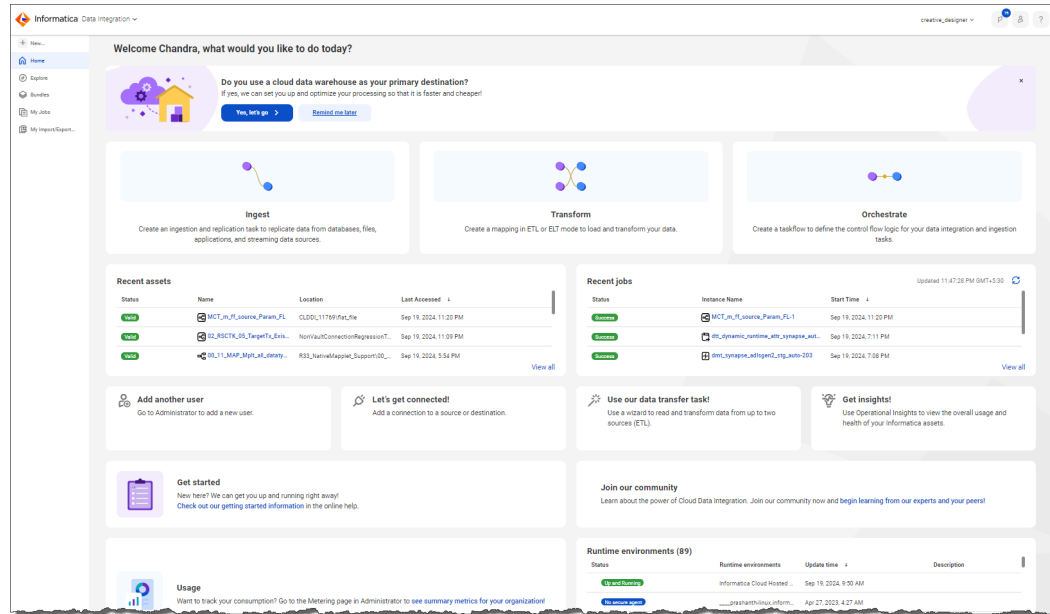 Informatica Data Integration
creative_designer
?
New...
Home
Explore
Bundles
My Jobs
My Import/Export...
Welcome Chandra, what would you like to do today?
Do you use a cloud data warehouse as your primary destination?
If yes, we can set you up and optimize your processing so that it is faster and cheaper!
Yes, let's go
Remind me later
Ingest
Create an ingestion and replication task to replicate data from databases, files,
applications, and streaming data sources.
Transform
Create a mapping in ETL or ELT mode to load and transform your data.
Orchestrate
Create a taskflow to define the control flow logic for your data integration and ingestion
tasks.
Recent assets
Status Name Location Last Accessed
Valid MCT_m_ff_source_Param_FL CLDDI_11769\flat_file Sep 19, 2024, 11:20 PM
Valid 02_RSCTK_05_TargetTx_Exis... NonVaultConnectionRegressionT... Sep 19, 2024, 11:09 PM
Valid 00_11_MAP_Mplt_all_dataty... R33_NativeMapplet_Support\00_... Sep 19, 2024, 5:54 PM
View all
Recent jobs
Updated 11:47:28 PM GMT+5:30
Status Instance Name Start Time
Success MCT_m_ff_source_Param_FL-1 Sep 19, 2024, 11:20 PM
Success dtt_dynamic_runtime_attr_synapse_aut... Sep 19, 2024, 7:11 PM
Success dmt_synapse_adlsgen2_stg_auto-203 Sep 19, 2024, 7:08 PM
View all
Add another user
Go to Administrator to add a new user.
Let's get connected!
Add a connection to a source or destination.
Use our data transfer task!
Use a wizard to read and transform data from up to two
sources (ETL).
Get insights!
Use Operational Insights to view the overall usage and
health of your Informatica assets.
Get started
New here? We can get you up and running right away!
Check out our getting started information in the online help.
Join our community
Learn about the power of Cloud Data Integration. Join our community now and begin learning from our experts and your peers!
Usage
Want to track your consumption? Go to the Metering page in Administrator to see summary metrics for your organization!
Runtime environments (89)
Status Runtime environments Update time Description
Up and Running Informatica Cloud Hosted ... Sep 19, 2024, 9:50 AM
No secure agent ___prashanth-linux.inform... Apr 27, 2023, 4:27 AM